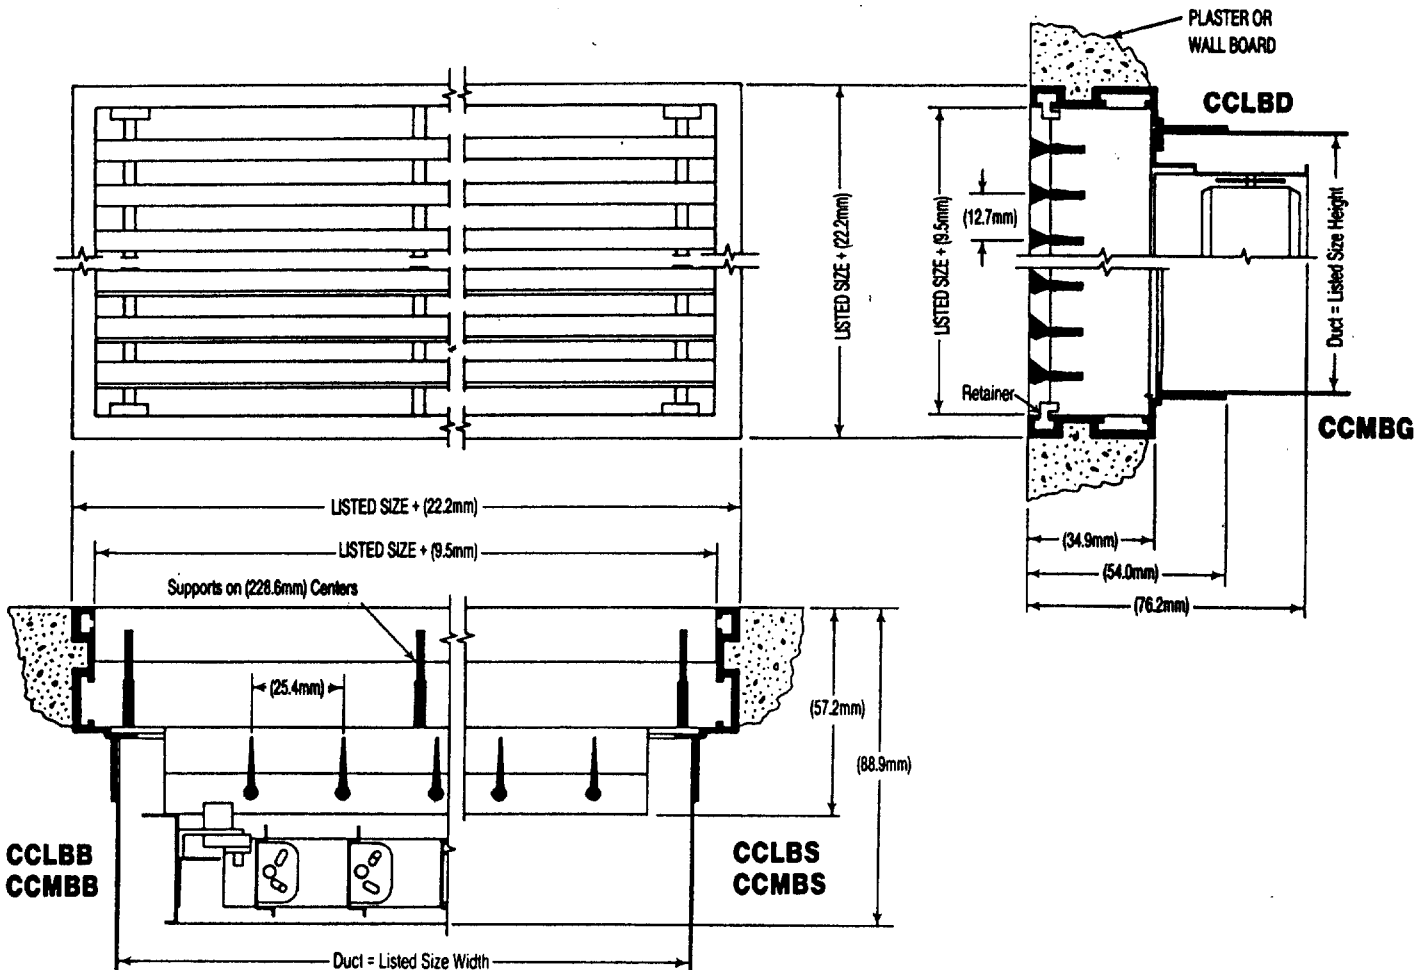 PLASTER OR
WALL BOARD
CCLBD
LISTED SIZE + (22.2mm)
LISTED SIZE + (9.5mm)
(12.7mm)
Duct = Listed Size Height
Retainer
CCMBG
LISTED SIZE + (22.2mm)
LISTED SIZE + (9.5mm)
Supports on (228.6mm) Centers
(34.9mm)
(54.0mm)
(76.2mm)
(25.4mm)
(57.2mm)
(88.9mm)
CCLBB
CCMBB
CCLBS
CCMBS
Duct = Listed Size Width